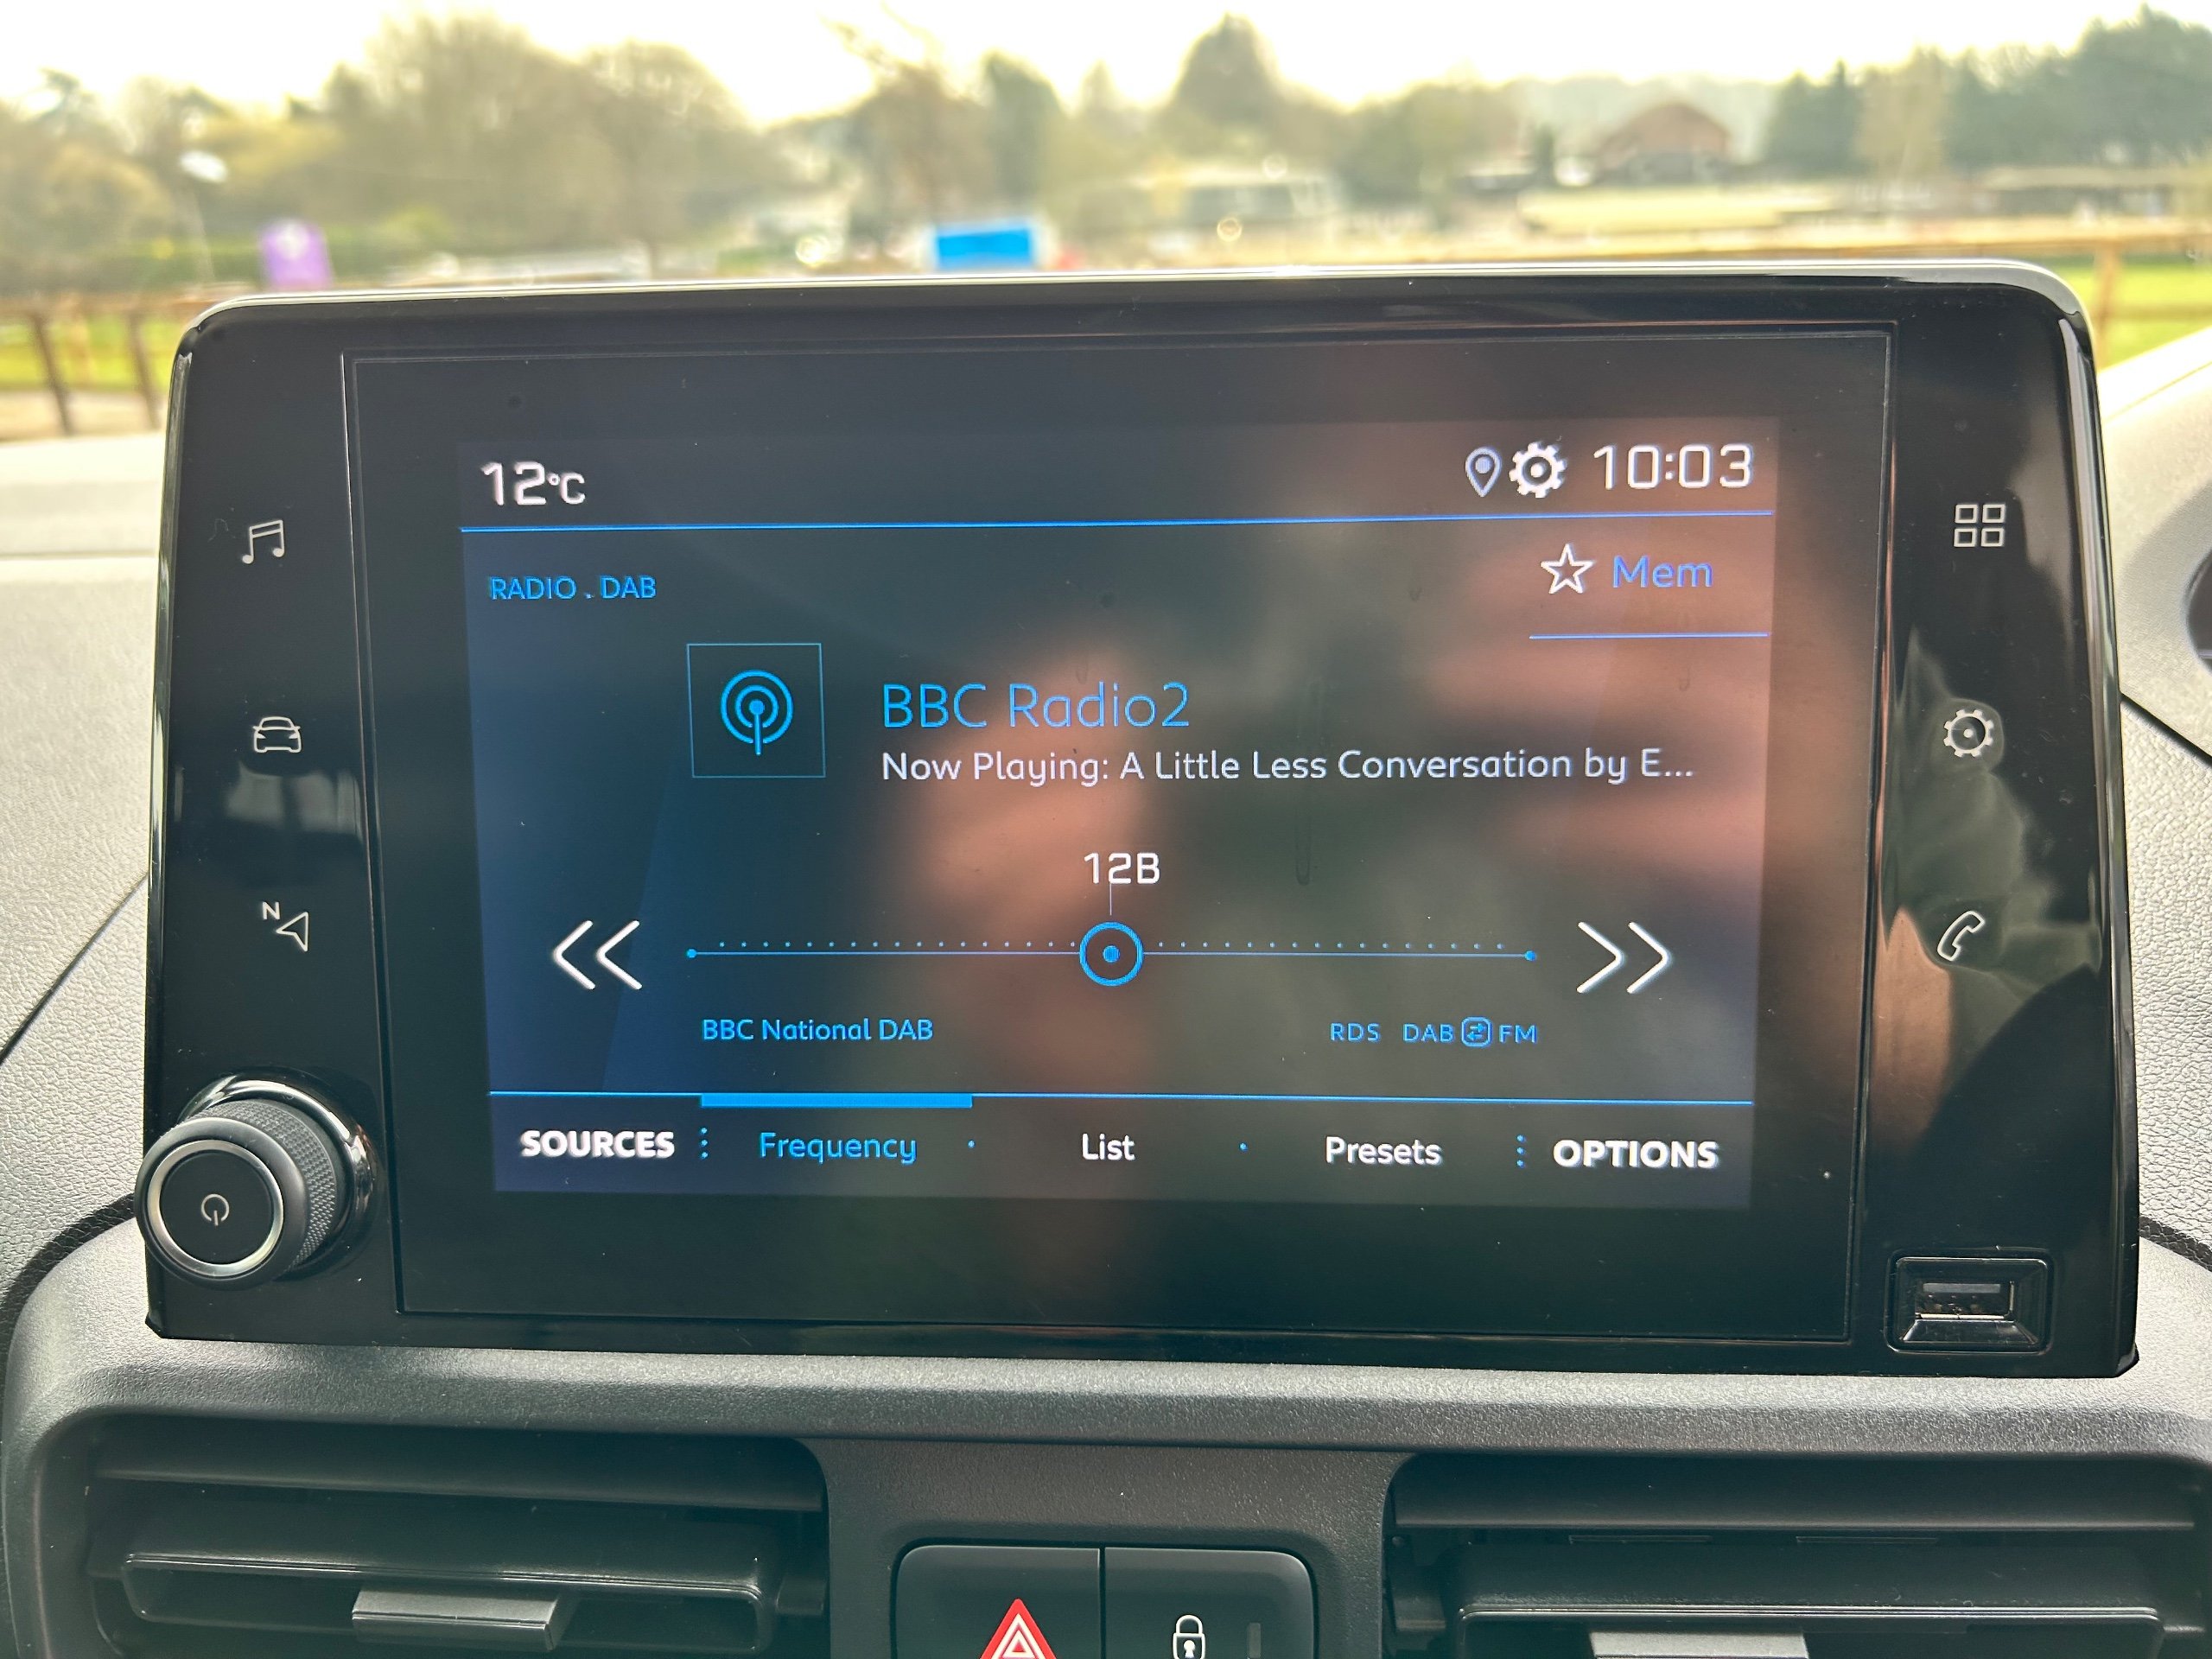 12°C 10:03
RADIO . DAB Mem
BBC Radio2
Now Playing: A Little Less Conversation by E...
12B
N
BBC National DAB RDS DAB FM
SOURCES Frequency List Presets OPTIONS